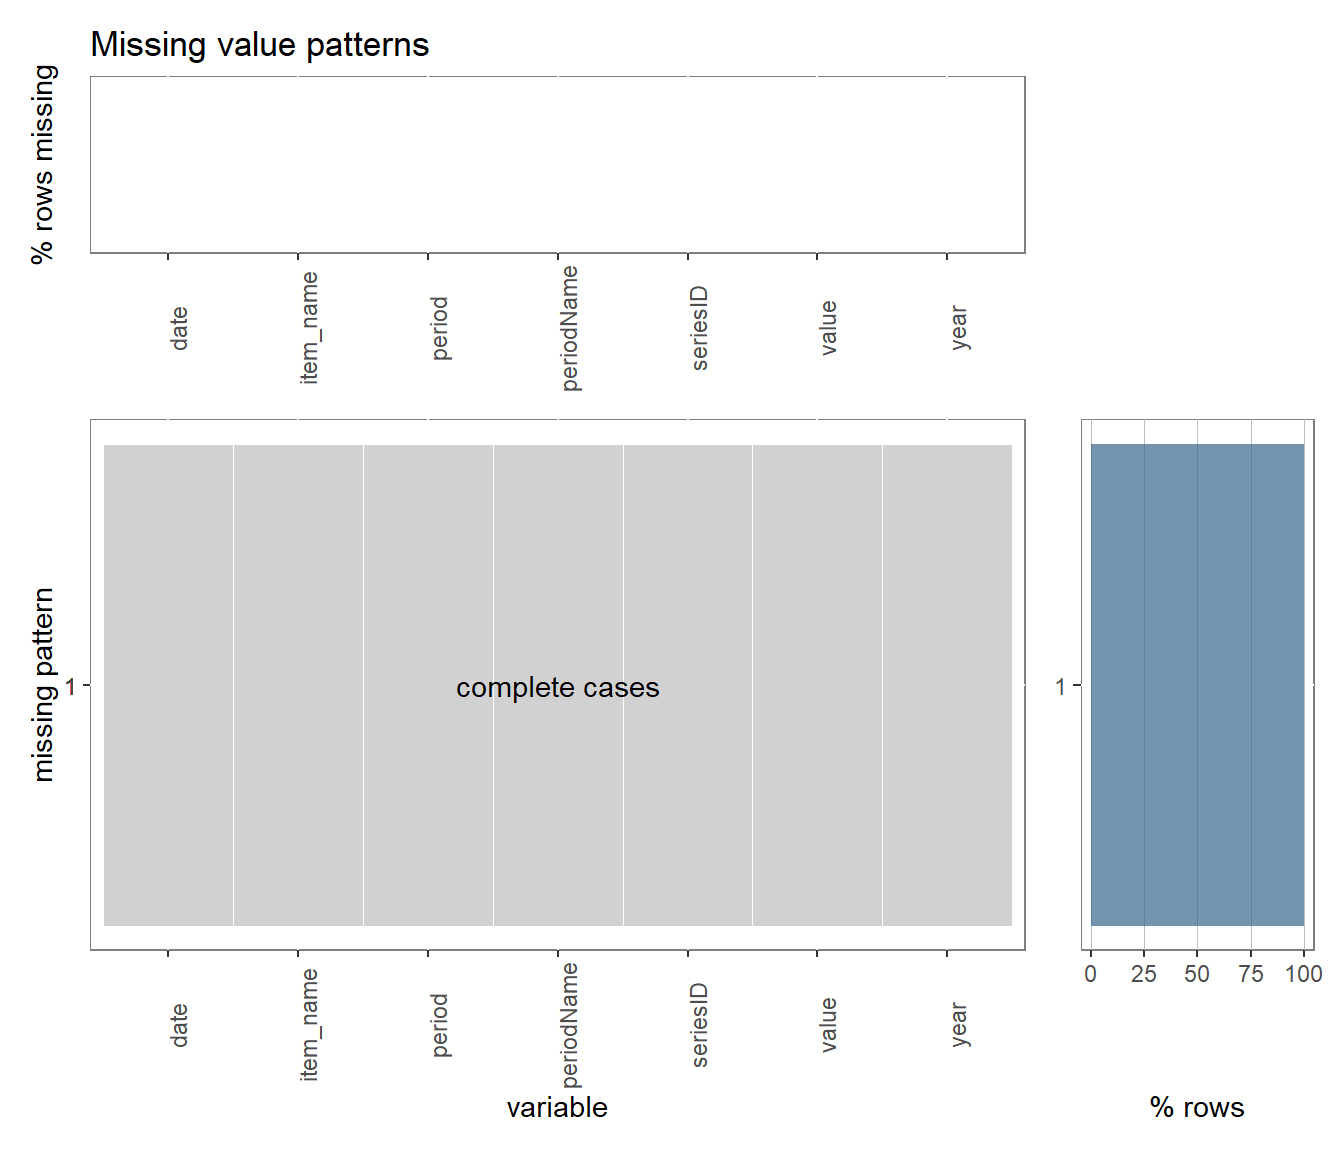 Missing value patterns
% rows missing
date
item_name
period
periodName
seriesID
value
year
missing pattern
1
complete cases
1
date
item_name
period
periodName
seriesID
value
year
variable
0 25 50 75 100
% rows